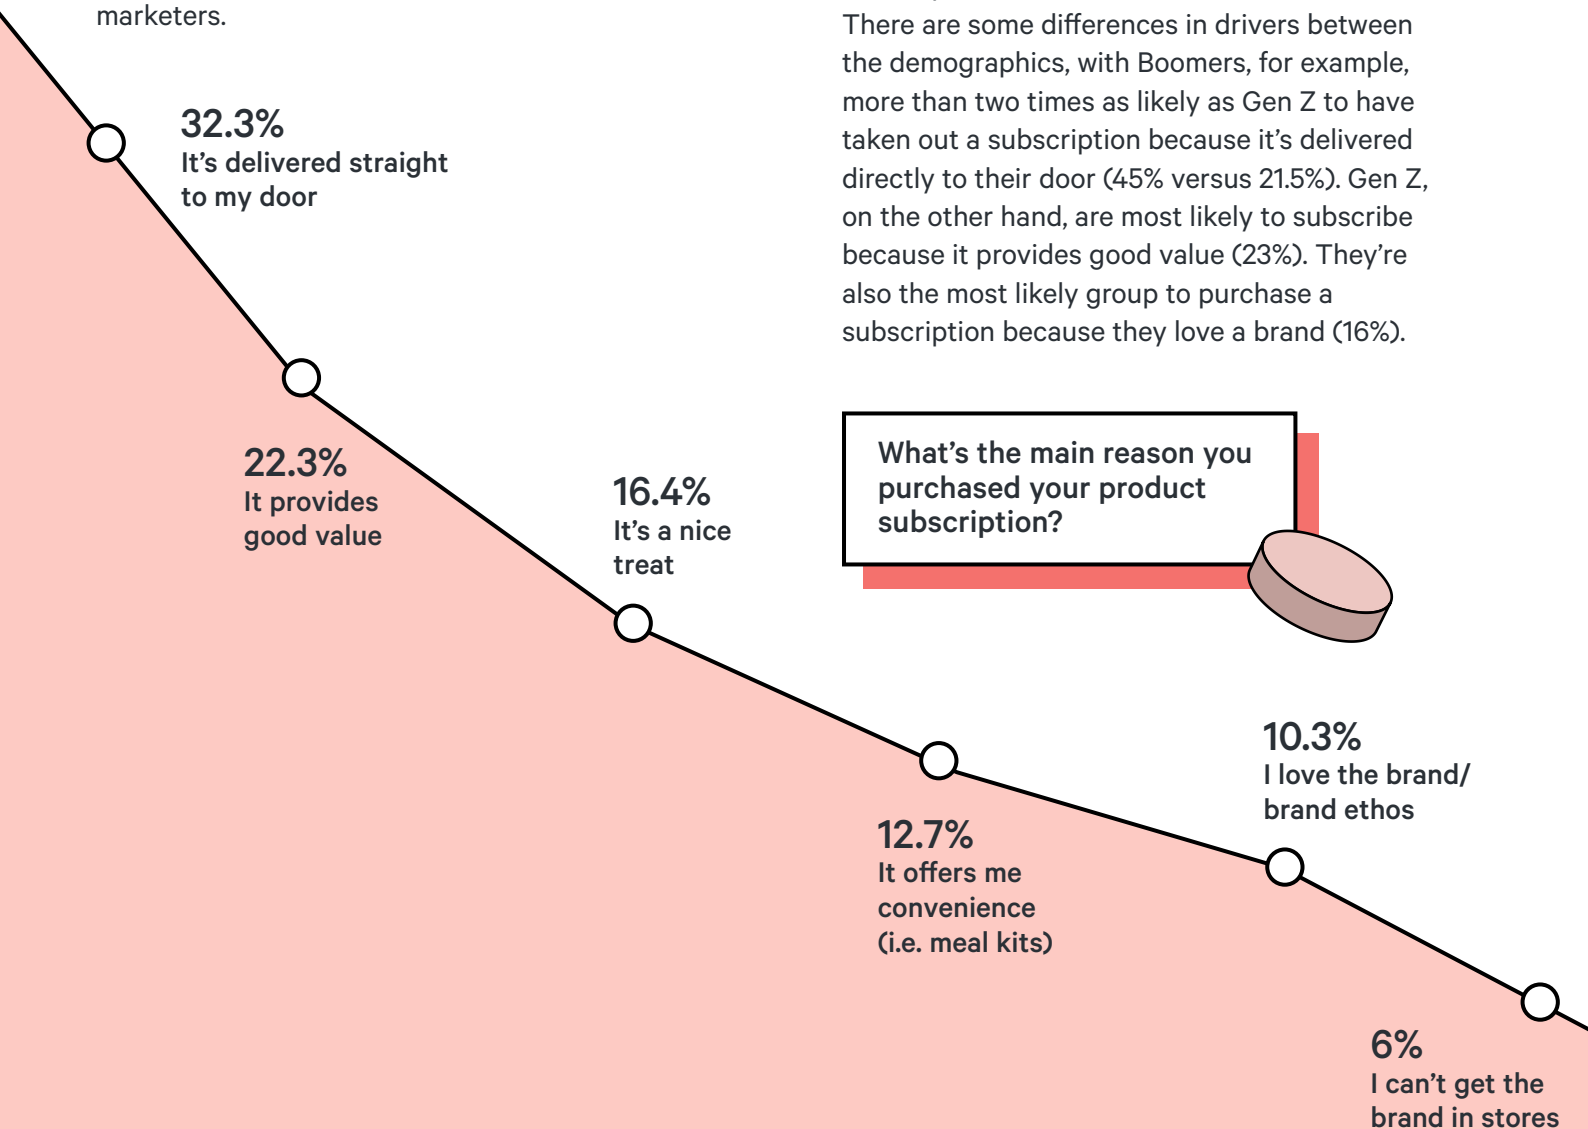 marketers.
32.3%
It’s delivered straight
to my door
22.3%
It provides
good value
16.4%
It’s a nice
treat
There are some differences in drivers between
the demographics, with Boomers, for example,
more than two times as likely as Gen Z to have
taken out a subscription because it’s delivered
directly to their door (45% versus 21.5%). Gen Z,
on the other hand, are most likely to subscribe
because it provides good value (23%). They’re
also the most likely group to purchase a
subscription because they love a brand (16%).
What’s the main reason you
purchased your product
subscription?
12.7%
It offers me
convenience
(i.e. meal kits)
10.3%
I love the brand/
brand ethos
6%
I can’t get the
brand in stores